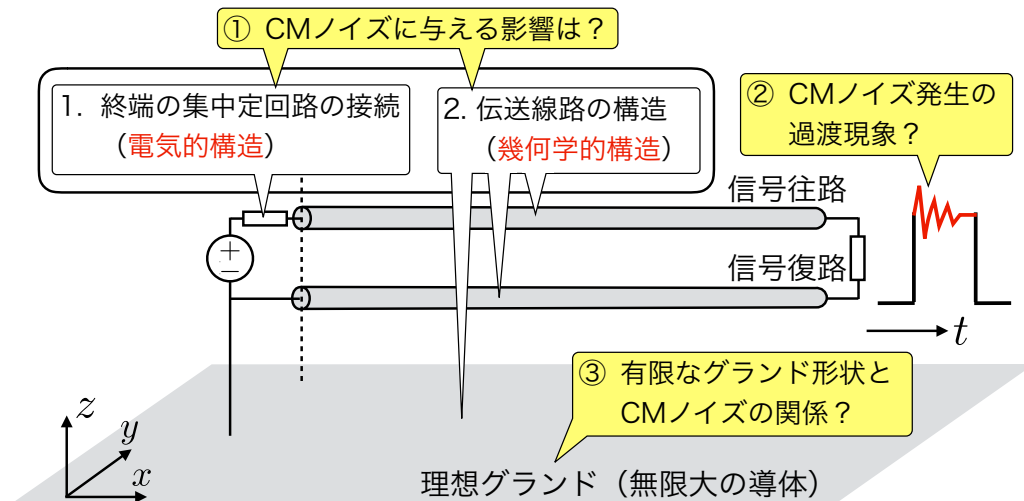 ① CMノイズに与える影響は？
1. 終端の集中定回路の接続
（電気的構造）
2. 伝送線路の構造
（幾何学的構造）
② CMノイズ発生の
過渡現象？
信号往路
信号復路
+
−
t
③ 有限なグランド形状と
CMノイズの関係？
z
y
x
理想グランド（無限大の導体）